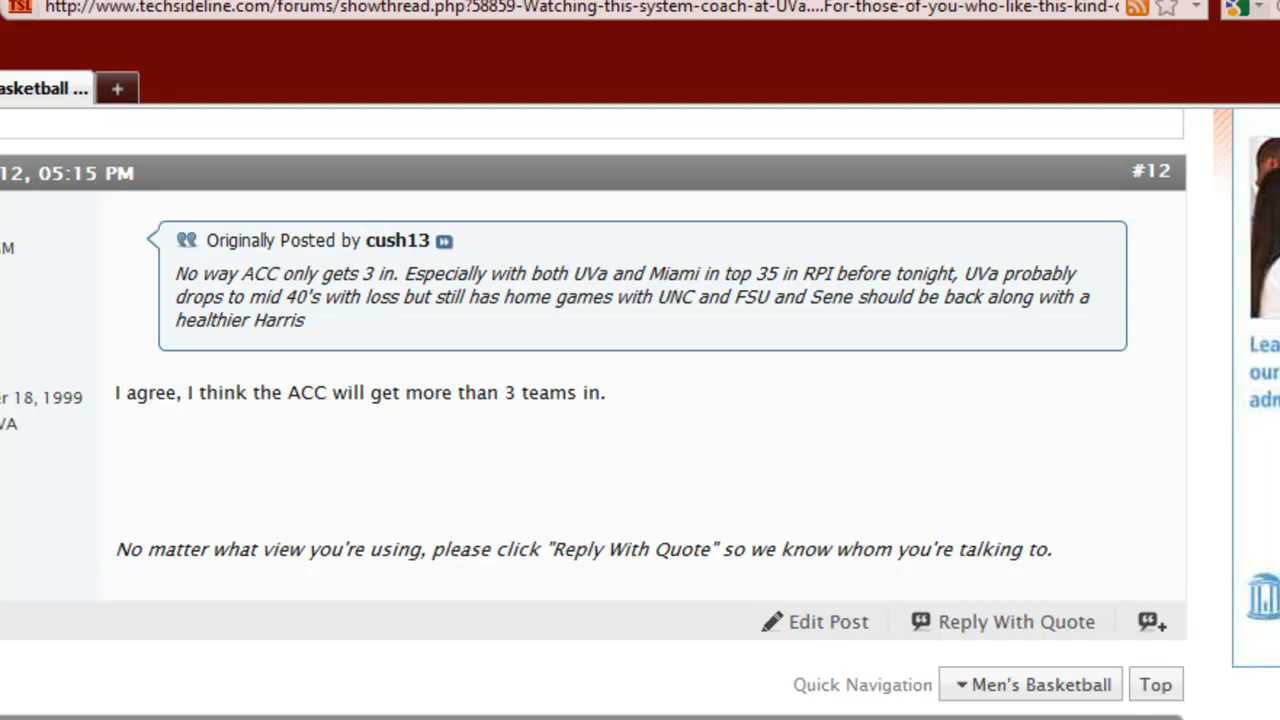 TSL http://www.techsideline.com/forums/showthread.php?58859-Watching-this-system-coach-at-UVa....For-those-of-you-who-like-this-kind-
asketball ... +
12, 05:15 PM #12
Originally Posted by cush13
No way ACC only gets 3 in. Especially with both UVa and Miami in top 35 in RPI before tonight, UVa probably
drops to mid 40's with loss but still has home games with UNC and FSU and Sene should be back along with a
healthier Harris
I agree, I think the ACC will get more than 3 teams in.
r 18, 1999
VA
No matter what view you're using, please click "Reply With Quote" so we know whom you're talking to.
Edit Post Reply With Quote
Quick Navigation Men's Basketball Top
Lea
our
adm